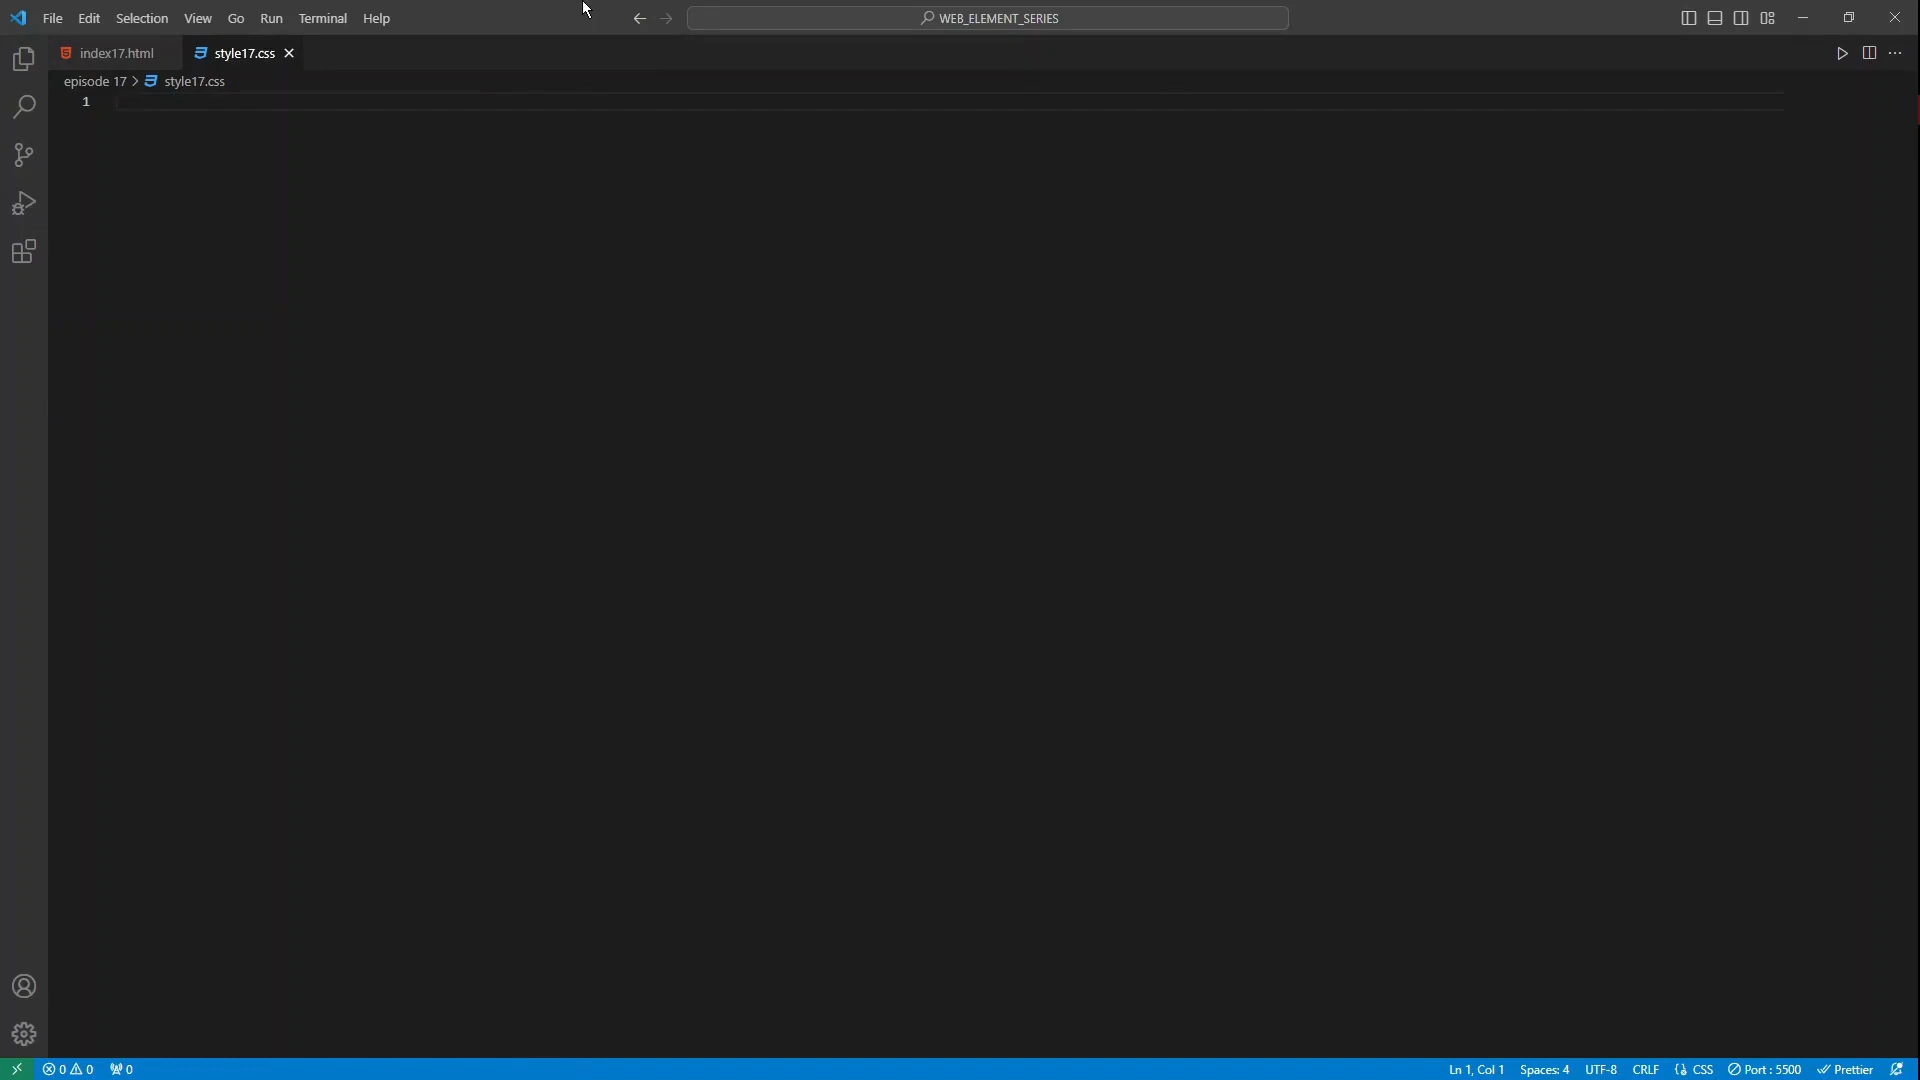 File Edit Selection View Go Run Terminal Help
WEB_ELEMENT_SERIES
index17.html
style17.css
episode 17 > style17.css
1
0 0 0
Ln 1, Col 1 Spaces: 4 UTF-8 CRLF CSS Port : 5500 Prettier